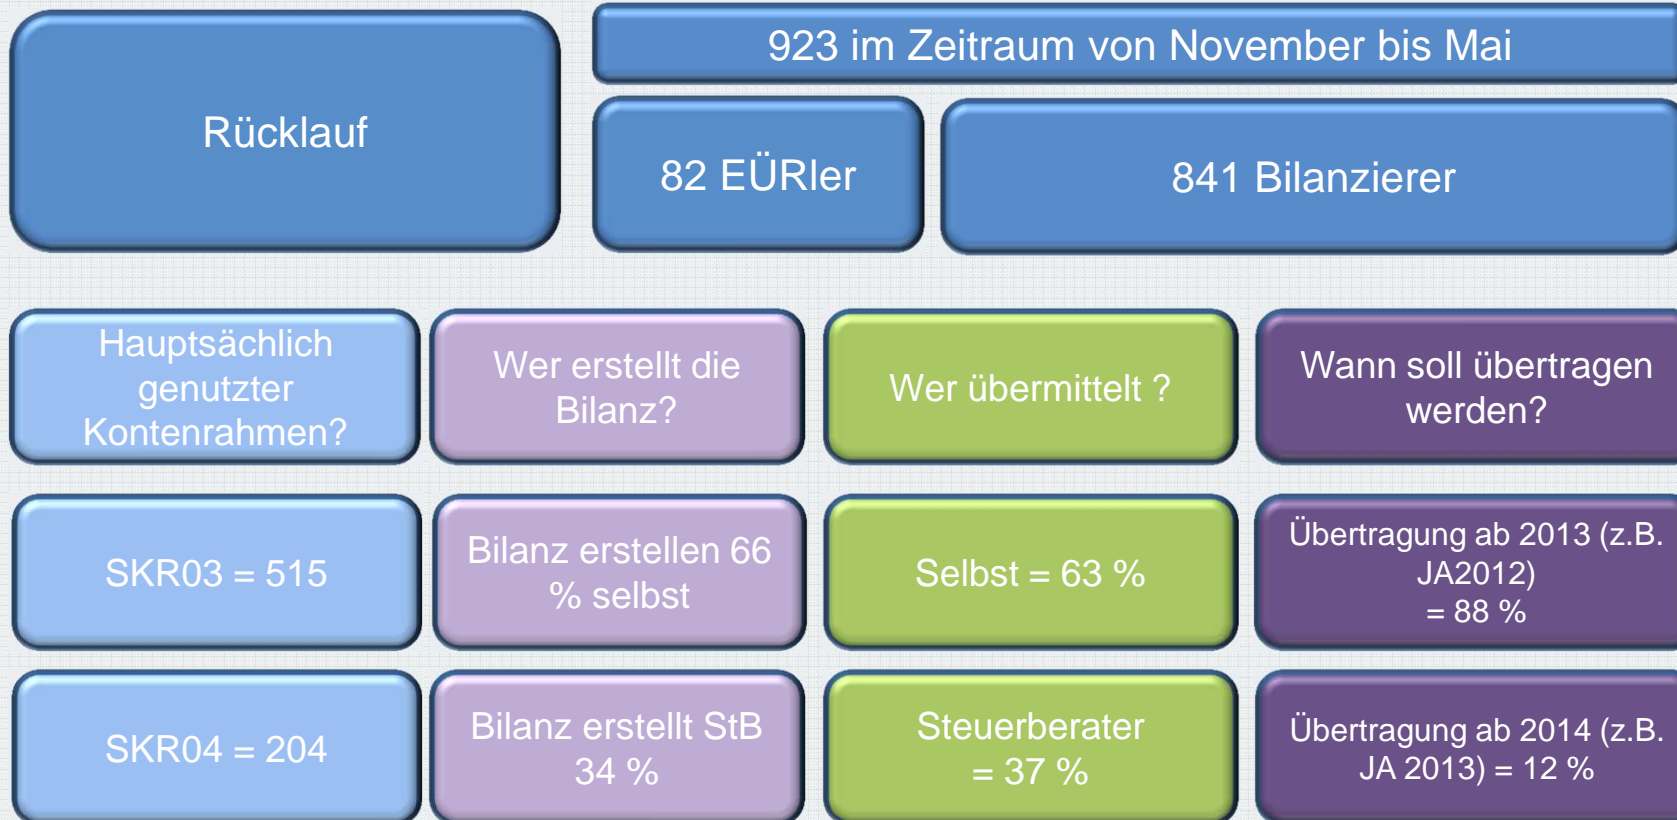 Rücklauf
923 im Zeitraum von November bis Mai
82 EÜRler
841 Bilanzierer
Hauptsächlich
genutzter
Kontenrahmen?
Wer erstellt die
Bilanz?
Wer übermittelt ?
Wann soll übertragen
werden?
SKR03 = 515
Bilanz erstellen 66
% selbst
Selbst = 63 %
Übertragung ab 2013 (z.B.
JA2012)
= 88 %
SKR04 = 204
Bilanz erstellt StB
34 %
Steuerberater
= 37 %
Übertragung ab 2014 (z.B.
JA 2013) = 12 %